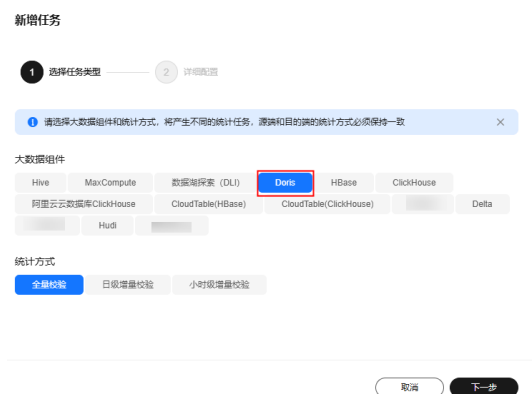 新增任务
1 选择任务类型 2 详细配置
请选择大数据组件和统计方式，将产生不同的统计任务，源端和目的端的统计方式必须保持一致
大数据组件
Hive MaxCompute 数据湖探索（DLI） Doris HBase ClickHouse
阿里云云数据库ClickHouse CloudTable(HBase) CloudTable(ClickHouse) Delta
Hudi
统计方式
全量校验 日级增量校验 小时级增量校验
取消 下一步